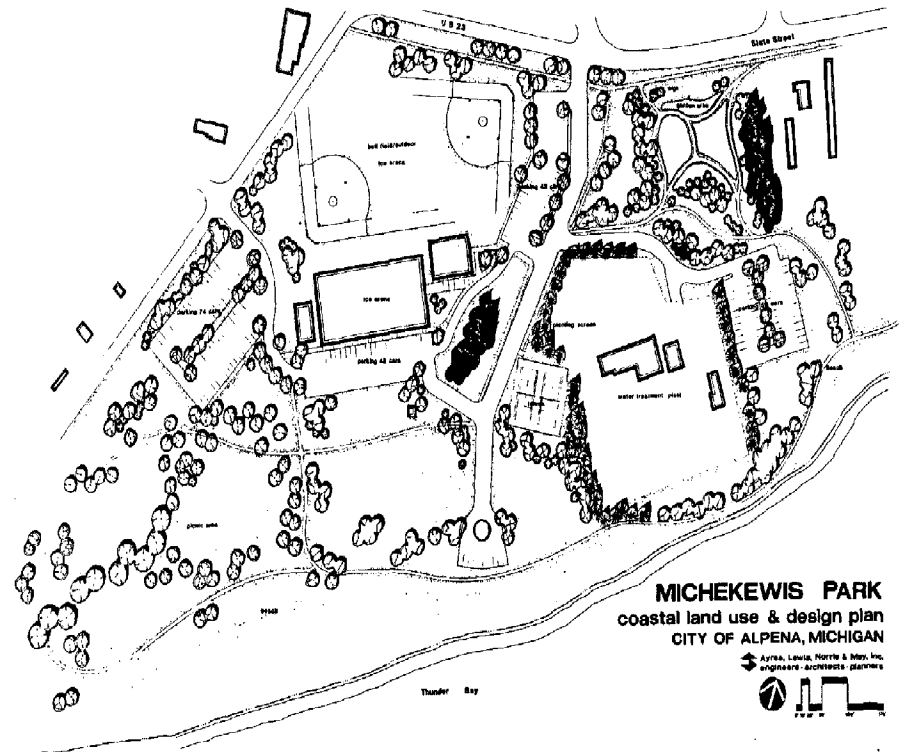 U S 23
State Street
ball field/outdoor
ice arena
ice arena
parking 74 cars
parking 48 cars
water treatment plant
picnic area
beach
Thunder Bay
MICHEKEWIS PARK
coastal land use & design plan
CITY OF ALPENA, MICHIGAN
Ayres, Lewis, Norris & May, Inc.
engineers·architects·planners